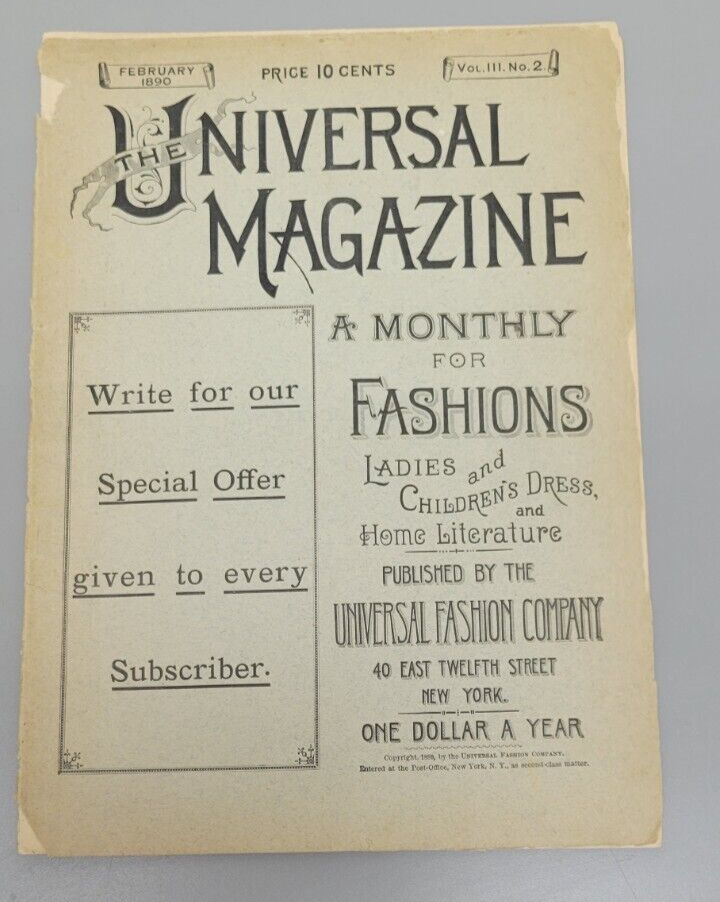 FEBRUARY
1890
PRICE 10 CENTS
VOL. III. No. 2.
THE UNIVERSAL
MAGAZINE
Write for our
Special Offer
given to every
Subscriber.
A MONTHLY
FOR
FASHIONS
LADIES and
CHILDREN'S DRESS,
and
Home Literature
PUBLISHED BY THE
UNIVERSAL FASHION COMPANY
40 EAST TWELFTH STREET
NEW YORK.
ONE DOLLAR A YEAR
Copyright, by the UNIVERSAL FASHION COMPANY.
Entered at the Post-Office, New York, N. Y., as second-class matter.